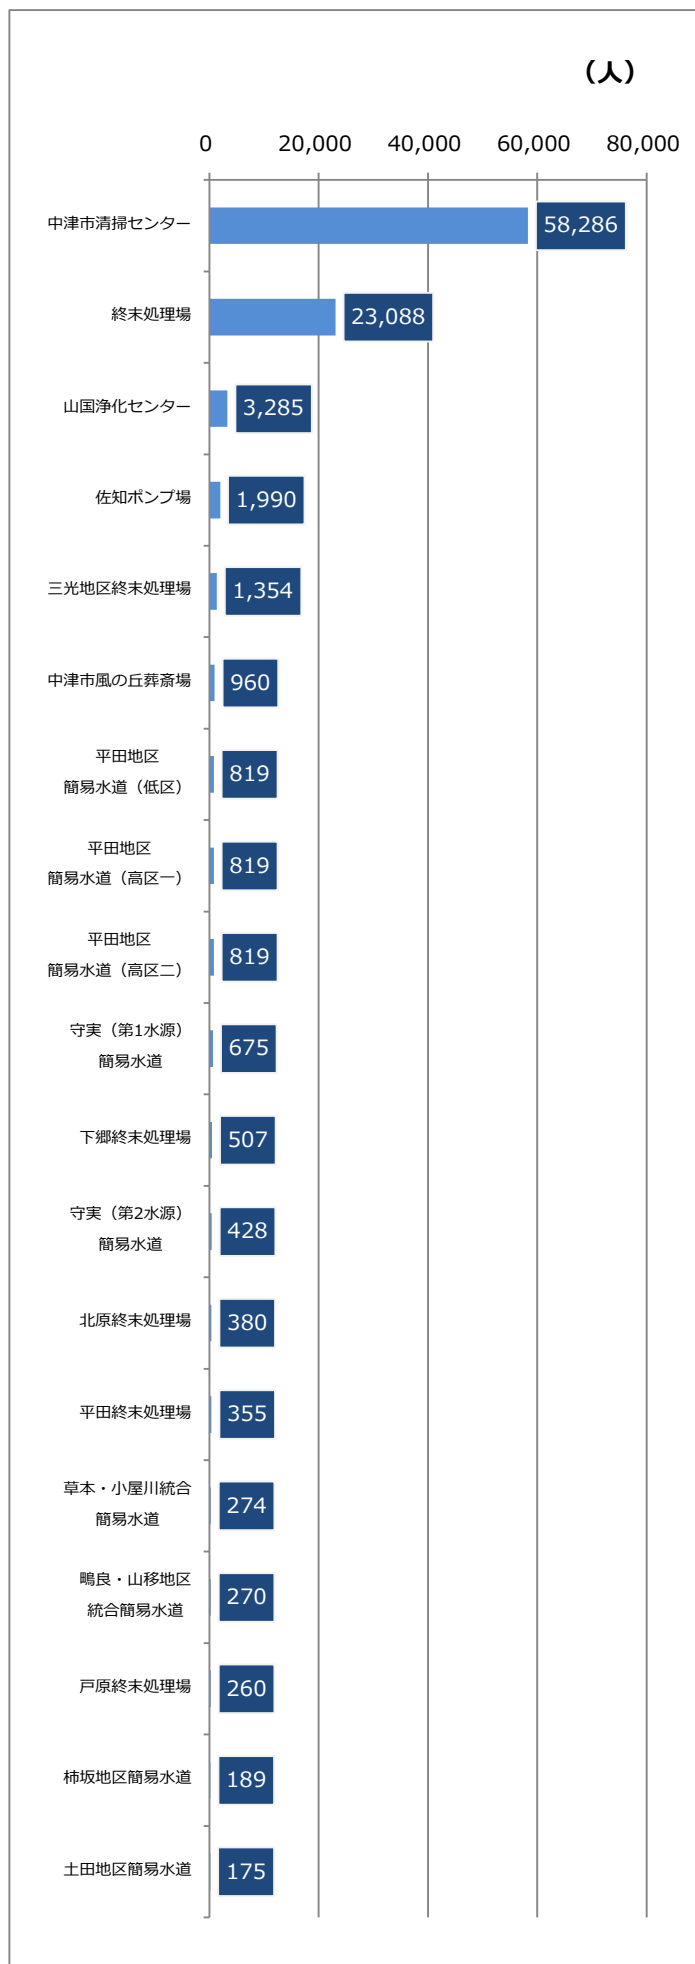 （人）
0 20,000 40,000 60,000 80,000
中津市清掃センター 58,286
終末処理場 23,088
山国浄化センター 3,285
佐知ポンプ場 1,990
三光地区終末処理場 1,354
中津市風の丘葬斎場 960
平田地区
簡易水道（低区） 819
平田地区
簡易水道（高区一） 819
平田地区
簡易水道（高区二） 819
守実（第1水源）
簡易水道 675
下郷終末処理場 507
守実（第2水源）
簡易水道 428
北原終末処理場 380
平田終末処理場 355
草本・小屋川統合
簡易水道 274
鴫良・山移地区
統合簡易水道 270
戸原終末処理場 260
柿坂地区簡易水道 189
土田地区簡易水道 175